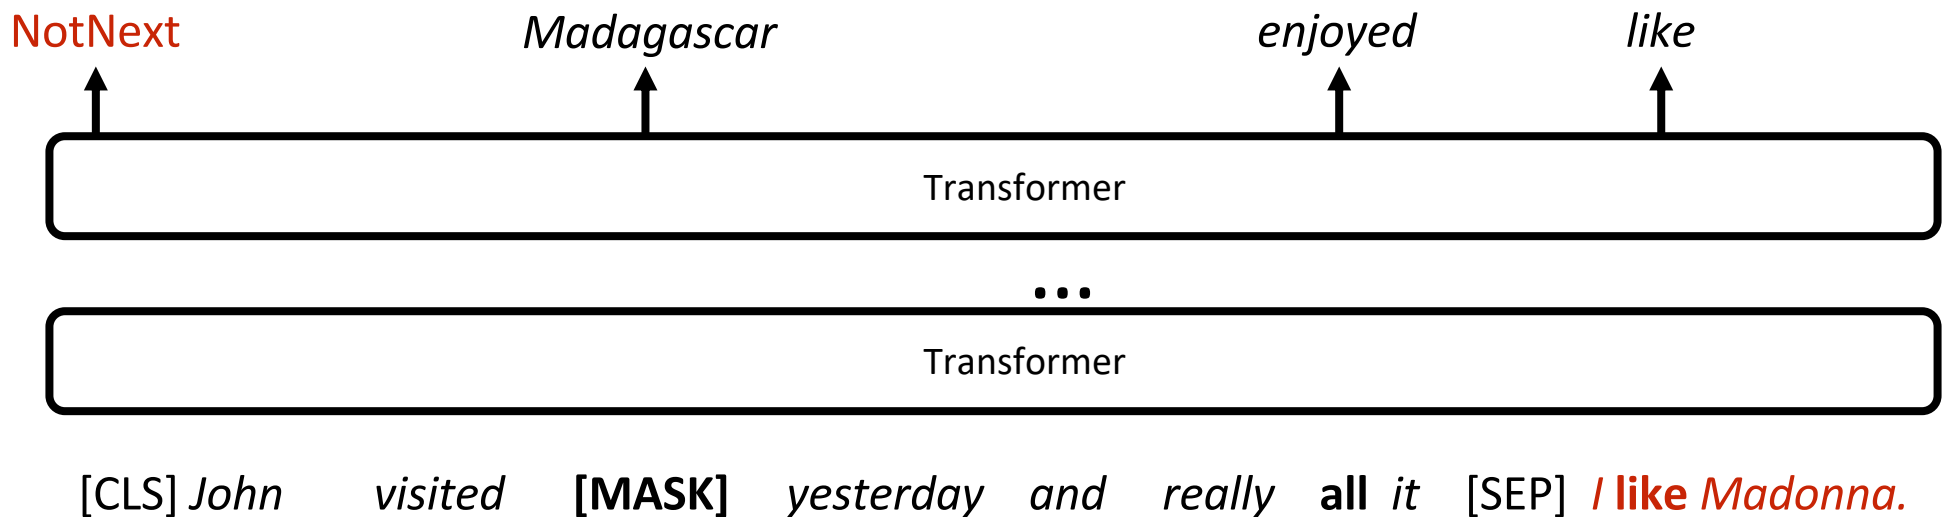 NotNext Madagascar enjoyed like
Transformer
...
Transformer
[CLS] John visited [MASK] yesterday and really all it [SEP] I like Madonna.